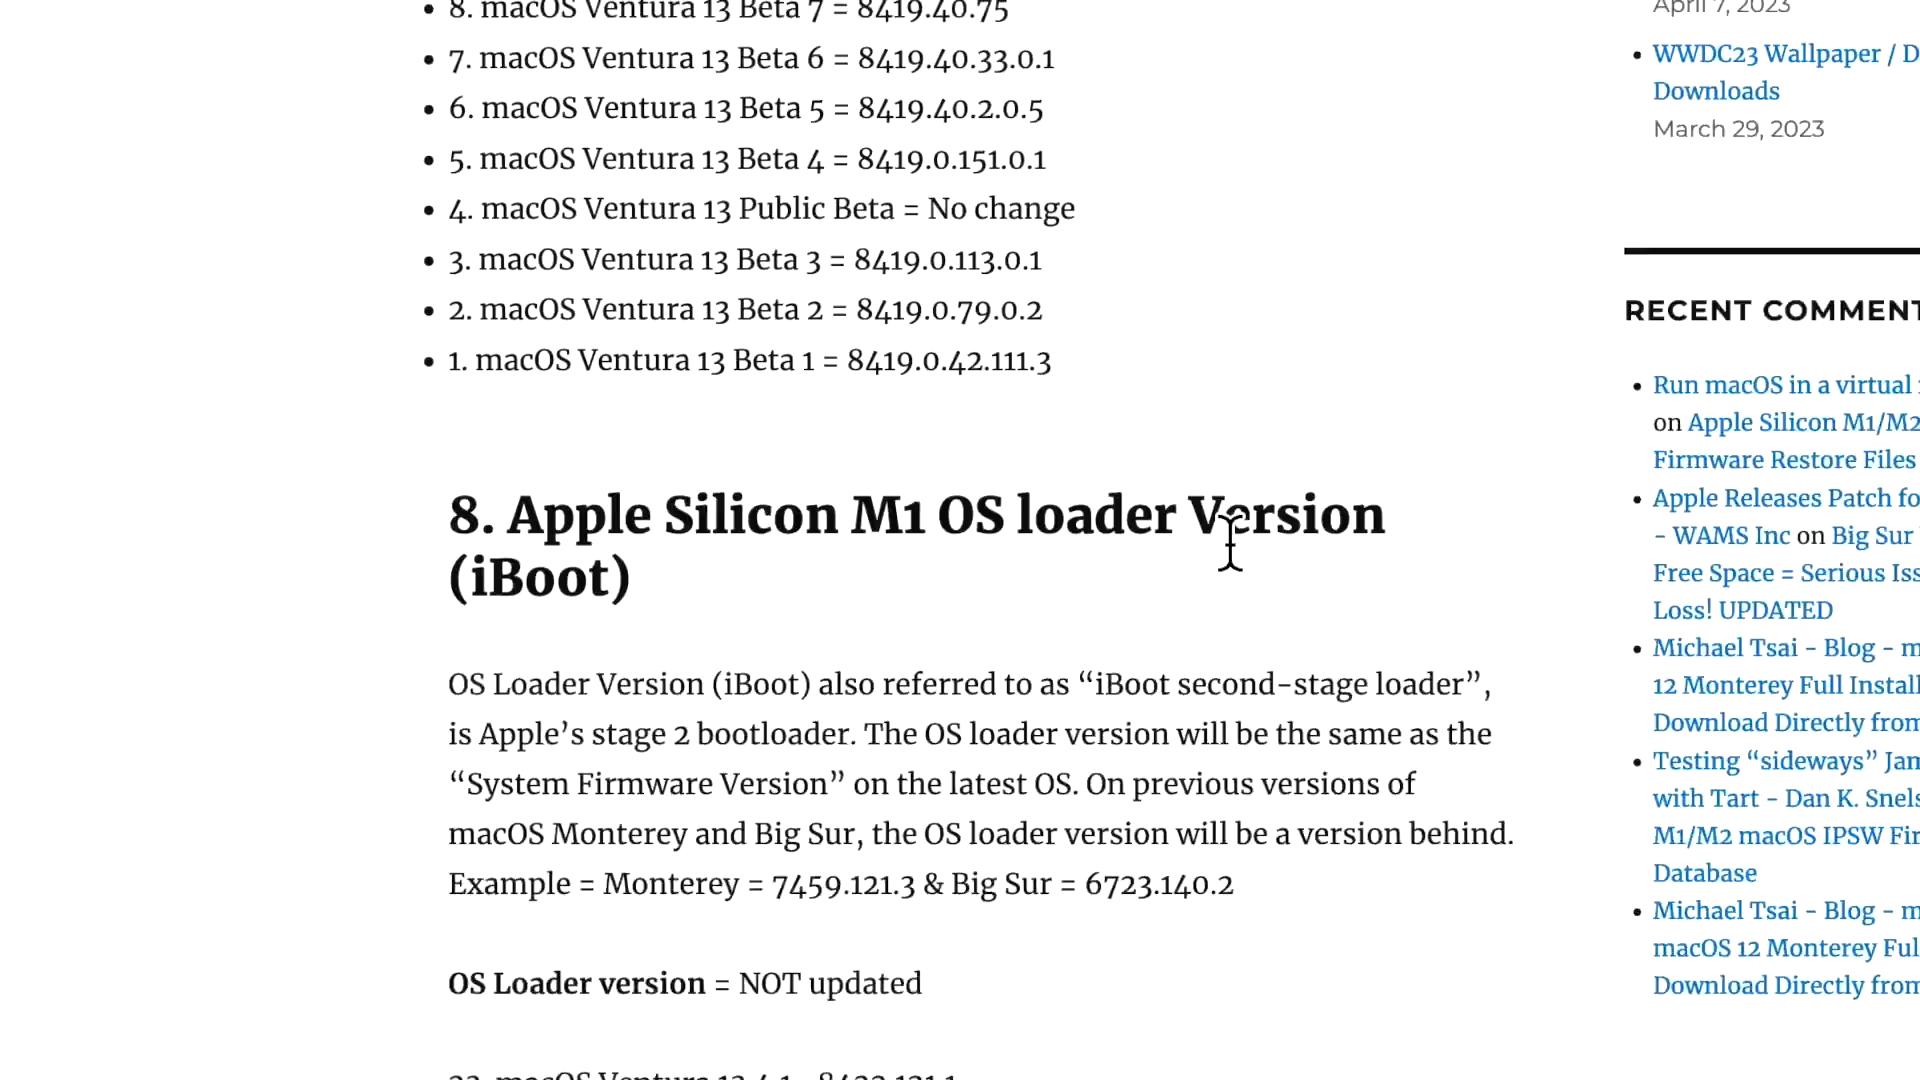 8. macOS Ventura 13 Beta 7 = 8419.40.75
7. macOS Ventura 13 Beta 6 = 8419.40.33.0.1
6. macOS Ventura 13 Beta 5 = 8419.40.2.0.5
5. macOS Ventura 13 Beta 4 = 8419.0.151.0.1
4. macOS Ventura 13 Public Beta = No change
3. macOS Ventura 13 Beta 3 = 8419.0.113.0.1
2. macOS Ventura 13 Beta 2 = 8419.0.79.0.2
1. macOS Ventura 13 Beta 1 = 8419.0.42.111.3
8. Apple Silicon M1 OS loader Version
(iBoot)
OS Loader Version (iBoot) also referred to as “iBoot second-stage loader”,
is Apple’s stage 2 bootloader. The OS loader version will be the same as the
“System Firmware Version” on the latest OS. On previous versions of
macOS Monterey and Big Sur, the OS loader version will be a version behind.
Example = Monterey = 7459.121.3 & Big Sur = 6723.140.2
OS Loader version = NOT updated
macOS Ventura
April 7, 2023
WWDC23 Wallpaper / D
Downloads
March 29, 2023
RECENT COMMENT
Run macOS in a virtual
on Apple Silicon M1/M2
Firmware Restore Files
Apple Releases Patch fo
- WAMS Inc on Big Sur
Free Space = Serious Iss
Loss! UPDATED
Michael Tsai - Blog - m
12 Monterey Full Install
Download Directly from
Testing “sideways” Jam
with Tart - Dan K. Snels
M1/M2 macOS IPSW Fir
Database
Michael Tsai - Blog - m
macOS 12 Monterey Ful
Download Directly from